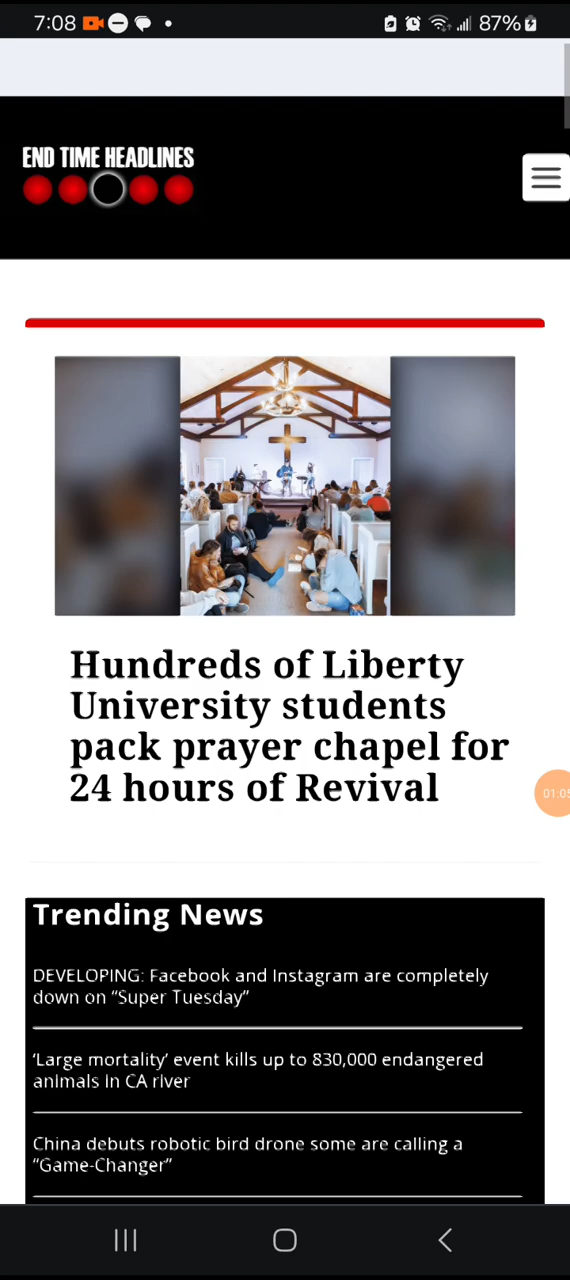 7:08
87%
END TIME HEADLINES
Hundreds of Liberty
University students
pack prayer chapel for
24 hours of Revival
01:05
Trending News
DEVELOPING: Facebook and Instagram are completely
down on “Super Tuesday”
‘Large mortality’ event kills up to 830,000 endangered
animals in CA river
China debuts robotic bird drone some are calling a
“Game-Changer”